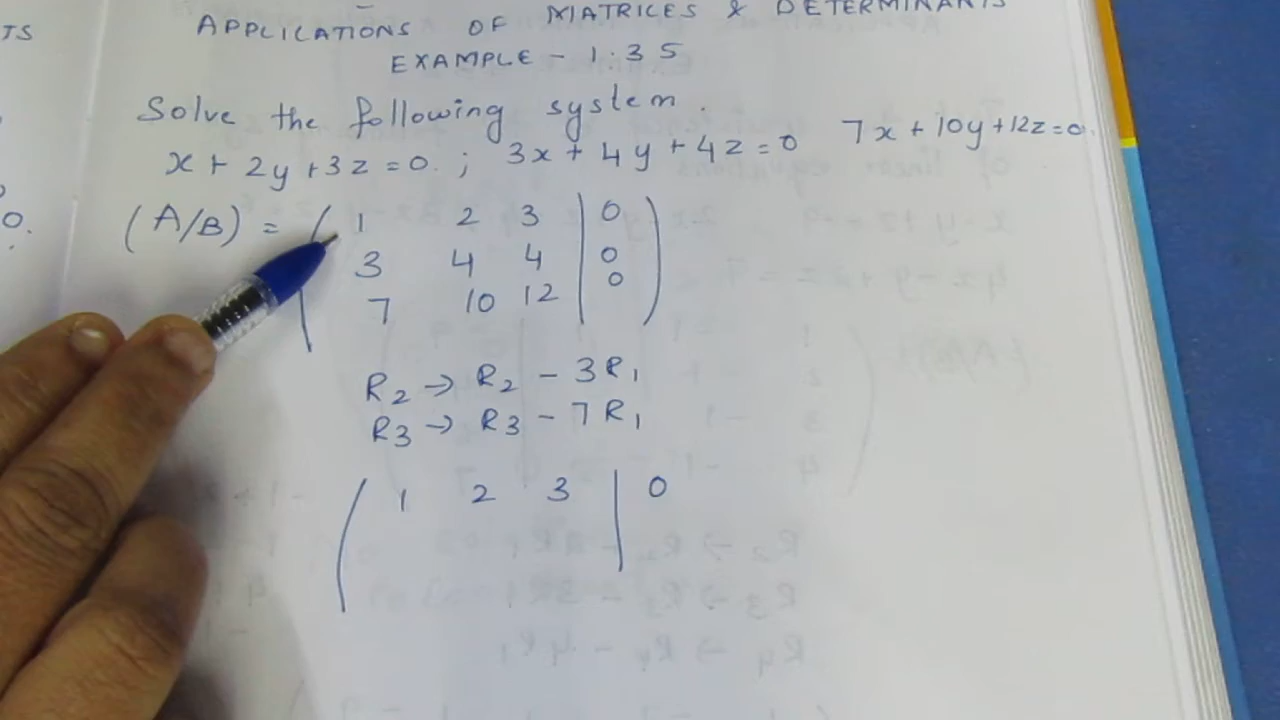 TS
0.
APPLICATIONS OF MATRICES & DETERMINANTS
EXAMPLE - 1.35
Solve the following system.
x + 2y + 3z = 0. ; 3x + 4y + 4z = 0 7x + 10y + 12z = 0.
(A/B) = ( 1 2 3 | 0 )
3 4 4 | 0
7 10 12 | 0
R2 → R2 - 3R1
R3 → R3 - 7R1
( 1 2 3 | 0